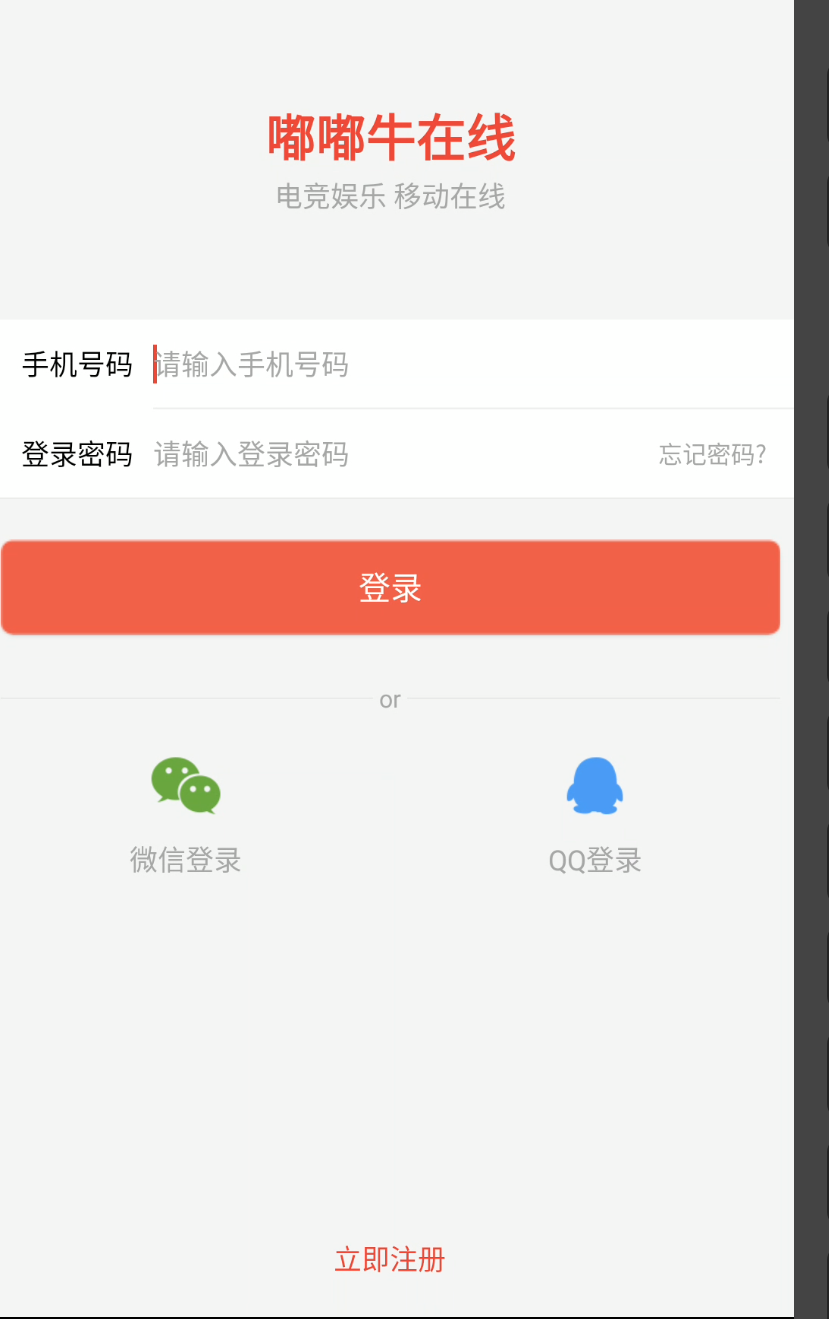 嘟嘟牛在线
电竞娱乐 移动在线
手机号码 请输入手机号码
登录密码 请输入登录密码 忘记密码?
登录
or
微信登录 QQ登录
立即注册